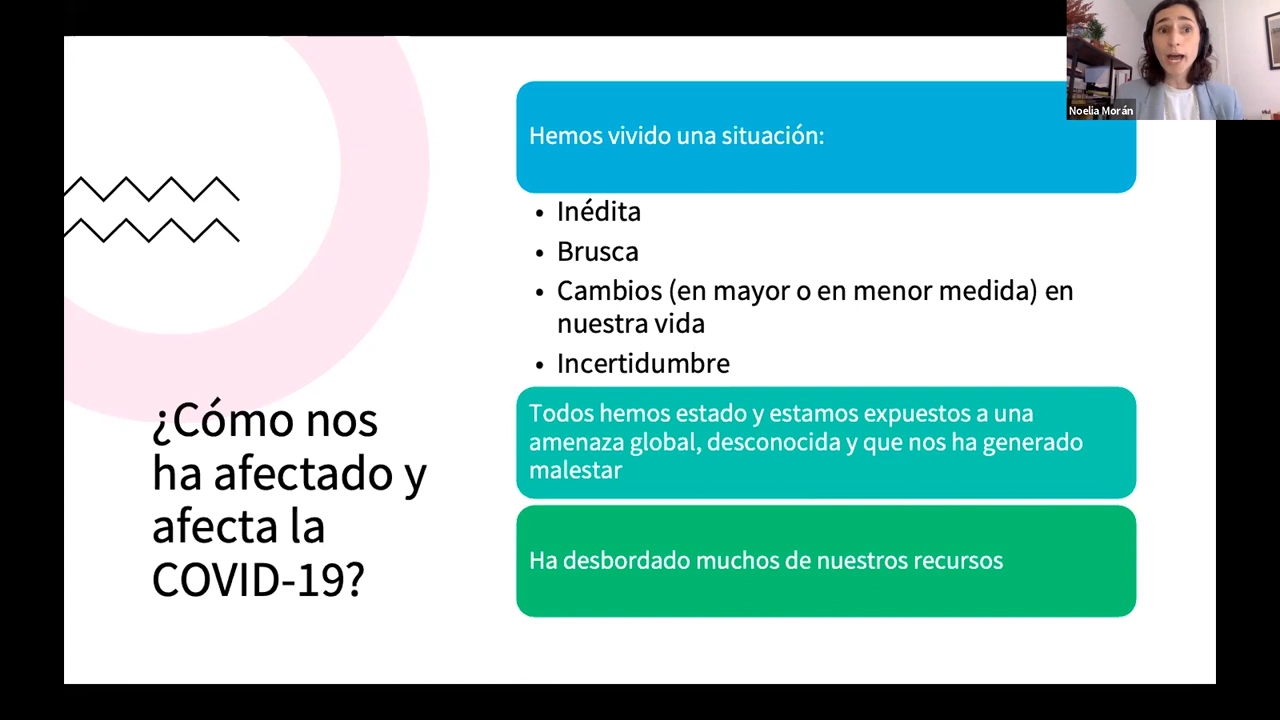 Noelia Morán
Hemos vivido una situación:
• Inédita
• Brusca
• Cambios (en mayor o en menor medida) en
nuestra vida
• Incertidumbre
¿Cómo nos
ha afectado y
afecta la
COVID-19?
Todos hemos estado y estamos expuestos a una
amenaza global, desconocida y que nos ha generado
malestar
Ha desbordado muchos de nuestros recursos